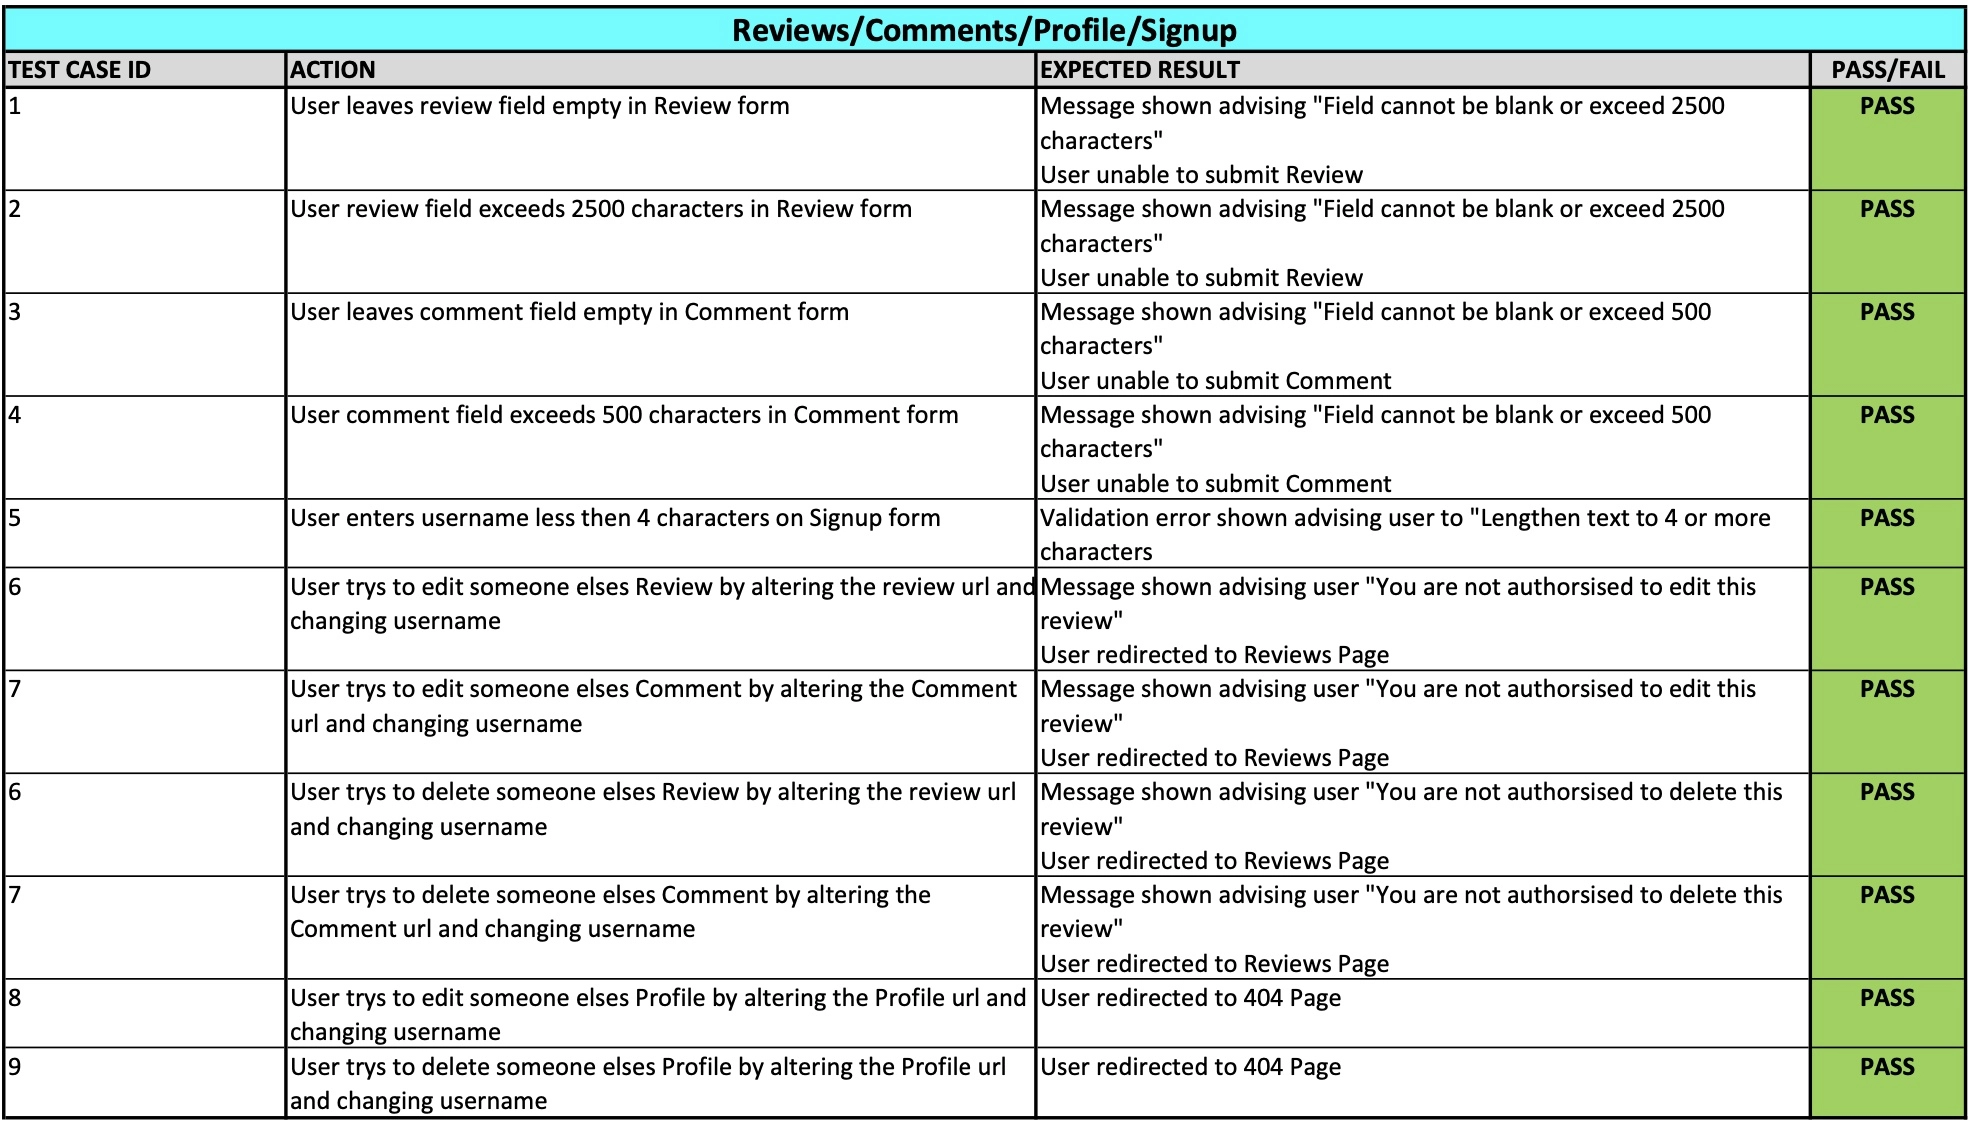 Reviews/Comments/Profile/Signup
TEST CASE ID ACTION EXPECTED RESULT PASS/FAIL
1 User leaves review field empty in Review form Message shown advising "Field cannot be blank or exceed 2500 PASS
characters"
User unable to submit Review
2 User review field exceeds 2500 characters in Review form Message shown advising "Field cannot be blank or exceed 2500 PASS
characters"
User unable to submit Review
3 User leaves comment field empty in Comment form Message shown advising "Field cannot be blank or exceed 500 PASS
characters"
User unable to submit Comment
4 User comment field exceeds 500 characters in Comment form Message shown advising "Field cannot be blank or exceed 500 PASS
characters"
User unable to submit Comment
5 User enters username less then 4 characters on Signup form Validation error shown advising user to "Lengthen text to 4 or more PASS
characters
6 User trys to edit someone elses Review by altering the review url and Message shown advising user "You are not authorsised to edit this PASS
changing username review"
User redirected to Reviews Page
7 User trys to edit someone elses Comment by altering the Comment Message shown advising user "You are not authorsised to edit this PASS
url and changing username review"
User redirected to Reviews Page
6 User trys to delete someone elses Review by altering the review url Message shown advising user "You are not authorsised to delete this PASS
and changing username review"
User redirected to Reviews Page
7 User trys to delete someone elses Comment by altering the Message shown advising user "You are not authorsised to delete this PASS
Comment url and changing username review"
User redirected to Reviews Page
8 User trys to edit someone elses Profile by altering the Profile url and User redirected to 404 Page PASS
changing username
9 User trys to delete someone elses Profile by altering the Profile url User redirected to 404 Page PASS
and changing username